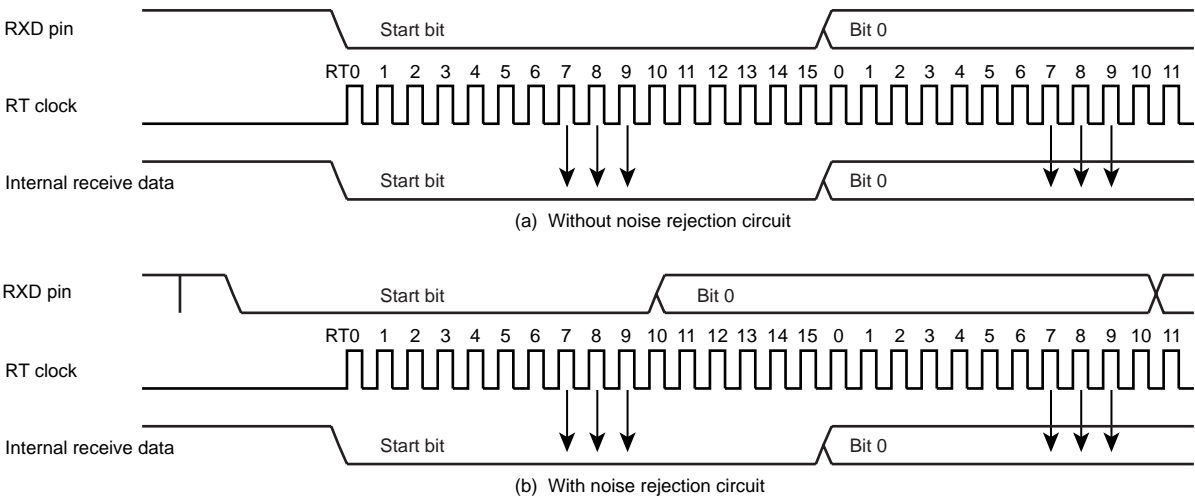 RXD pin Start bit Bit 0
RT0 1 2 3 4 5 6 7 8 9 10 11 12 13 14 15 0 1 2 3 4 5 6 7 8 9 10 11
RT clock
Internal receive data Start bit Bit 0
(a) Without noise rejection circuit
RXD pin Start bit Bit 0
RT0 1 2 3 4 5 6 7 8 9 10 11 12 13 14 15 0 1 2 3 4 5 6 7 8 9 10 11
RT clock
Internal receive data Start bit Bit 0
(b) With noise rejection circuit